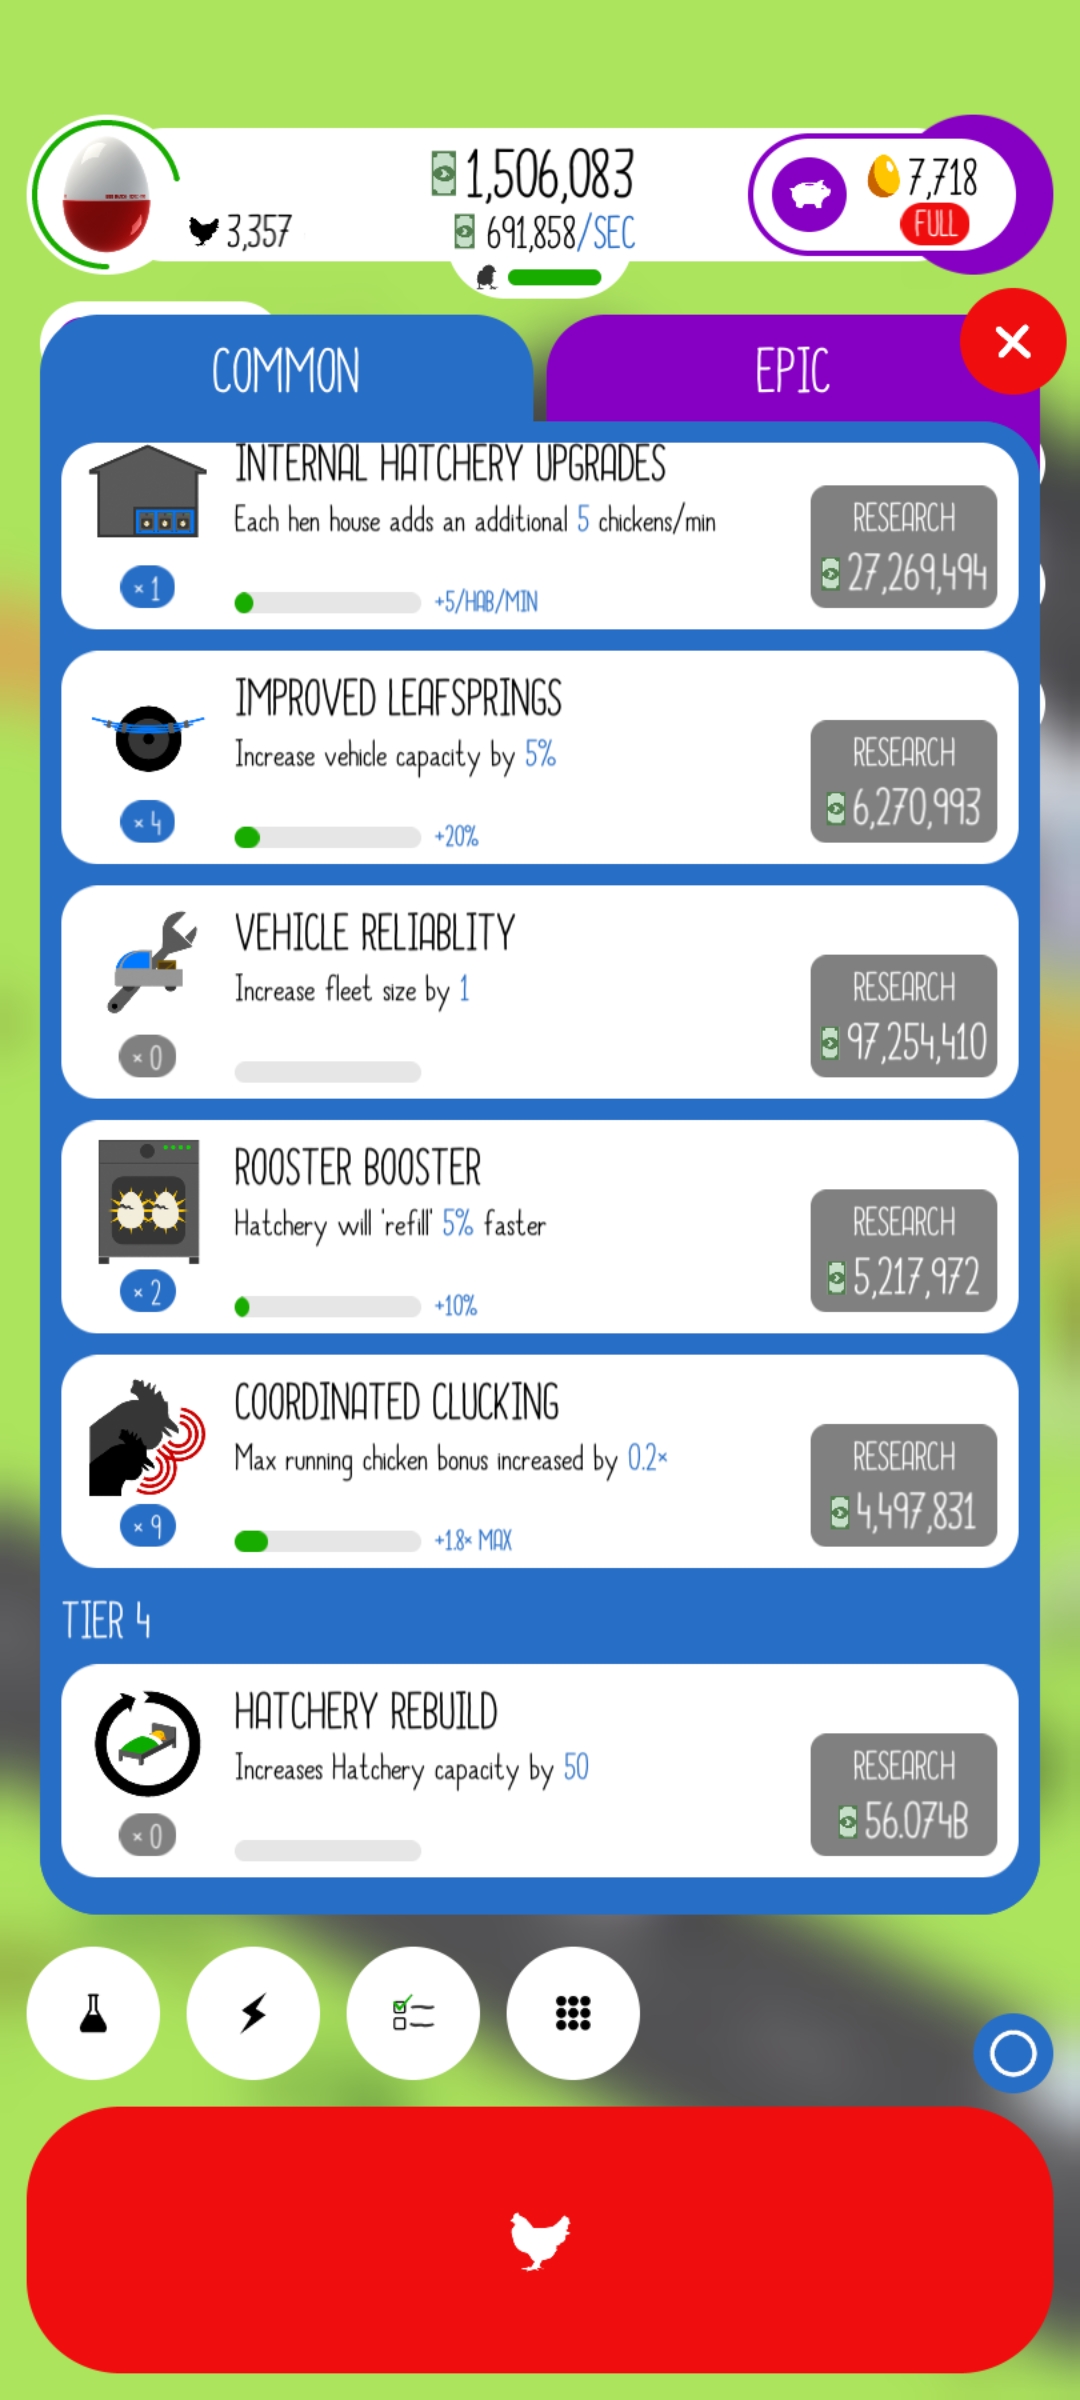 1,506,083
3,357
691,858/SEC
7,718
FULL
COMMON
EPIC
INTERNAL HATCHERY UPGRADES
Each hen house adds an additional 5 chickens/min
RESEARCH
27,269,494
× 1
+5/HAB/MIN
IMPROVED LEAFSPRINGS
Increase vehicle capacity by 5%
RESEARCH
6,270,993
× 4
+20%
VEHICLE RELIABLITY
Increase fleet size by 1
RESEARCH
97,254,410
× 0
ROOSTER BOOSTER
Hatchery will 'refill' 5% faster
RESEARCH
5,217,972
× 2
+10%
COORDINATED CLUCKING
Max running chicken bonus increased by 0.2×
RESEARCH
4,497,831
× 9
+1.8× MAX
TIER 4
HATCHERY REBUILD
Increases Hatchery capacity by 50
RESEARCH
56.074B
× 0